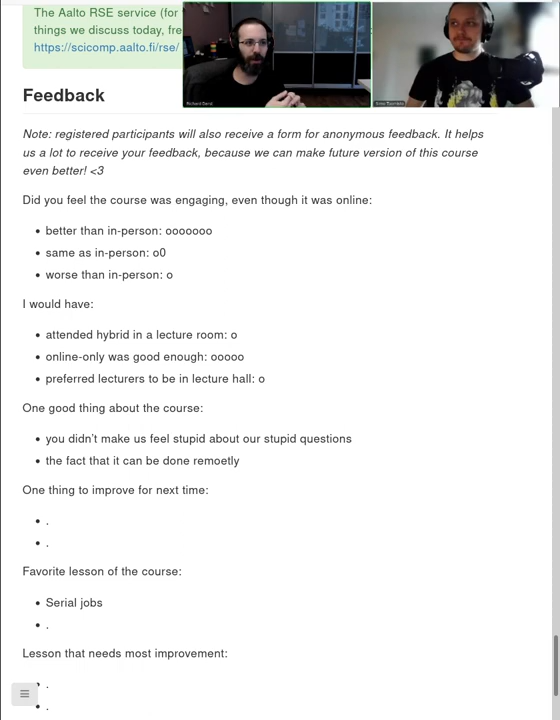 The Aalto RSE service (for
things we discuss today, fre
https://scicomp.aalto.fi/rse/
Feedback
Note: registered participants will also receive a form for anonymous feedback. It helps
us a lot to receive your feedback, because we can make future version of this course
even better! <3
Did you feel the course was engaging, even though it was online:
• better than in-person: ooooooo
• same as in-person: o0
• worse than in-person: o
I would have:
• attended hybrid in a lecture room: o
• online-only was good enough: ooooo
• preferred lecturers to be in lecture hall: o
One good thing about the course:
• you didn't make us feel stupid about our stupid questions
• the fact that it can be done remoetly
One thing to improve for next time:
• .
• .
Favorite lesson of the course:
• Serial jobs
• .
Lesson that needs most improvement:
• .
• .